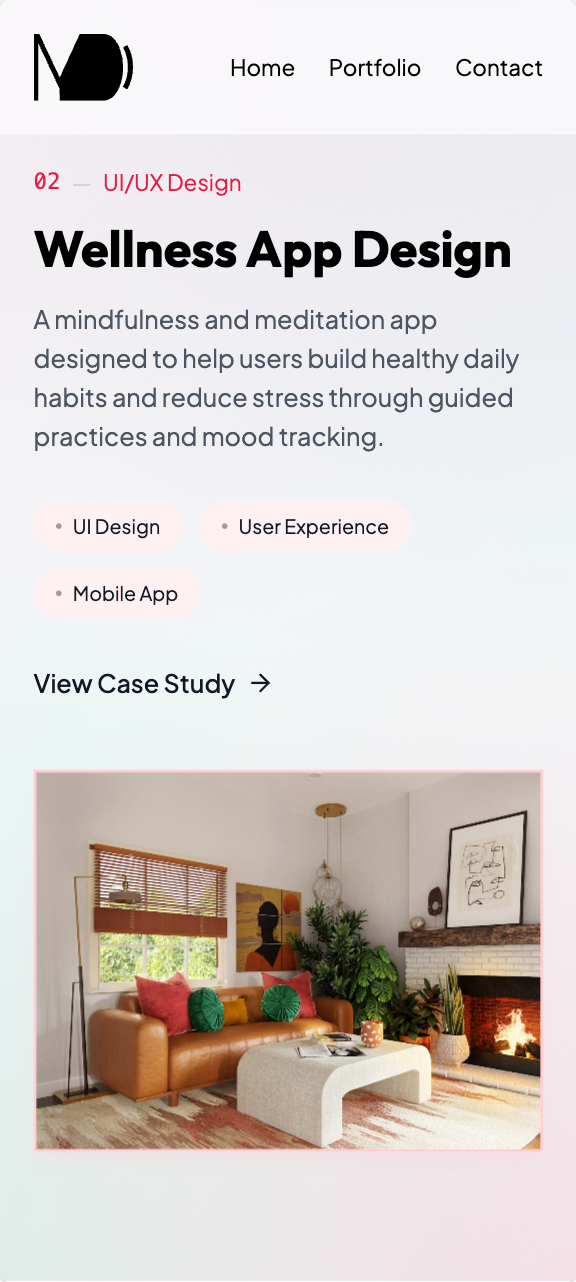 Home Portfolio Contact
02 — UI/UX Design
Wellness App Design
A mindfulness and meditation app
designed to help users build healthy daily
habits and reduce stress through guided
practices and mood tracking.
• UI Design • User Experience
• Mobile App
View Case Study →